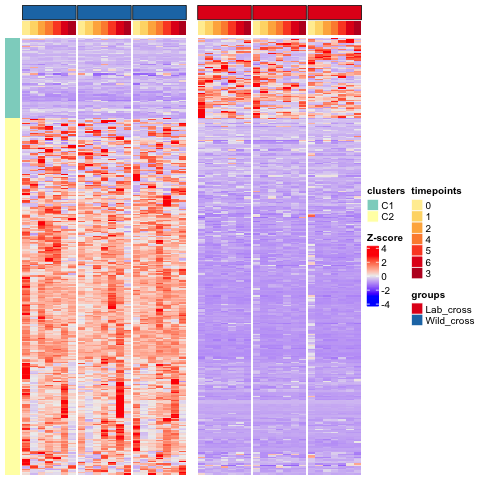 clusters
C1
C2
Z-score
4
2
0
-2
-4
timepoints
0
1
2
4
5
6
3
groups
Lab_cross
Wild_cross